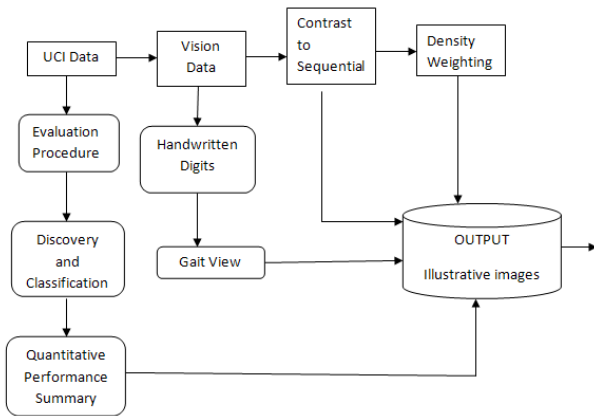 UCI Data
Vision
Data
Contrast
to
Sequential
Density
Weighting
Evaluation
Procedure
Handwritten
Digits
Discovery
and
Classification
Gait View
OUTPUT
Illustrative images
Quantitative
Performance
Summary